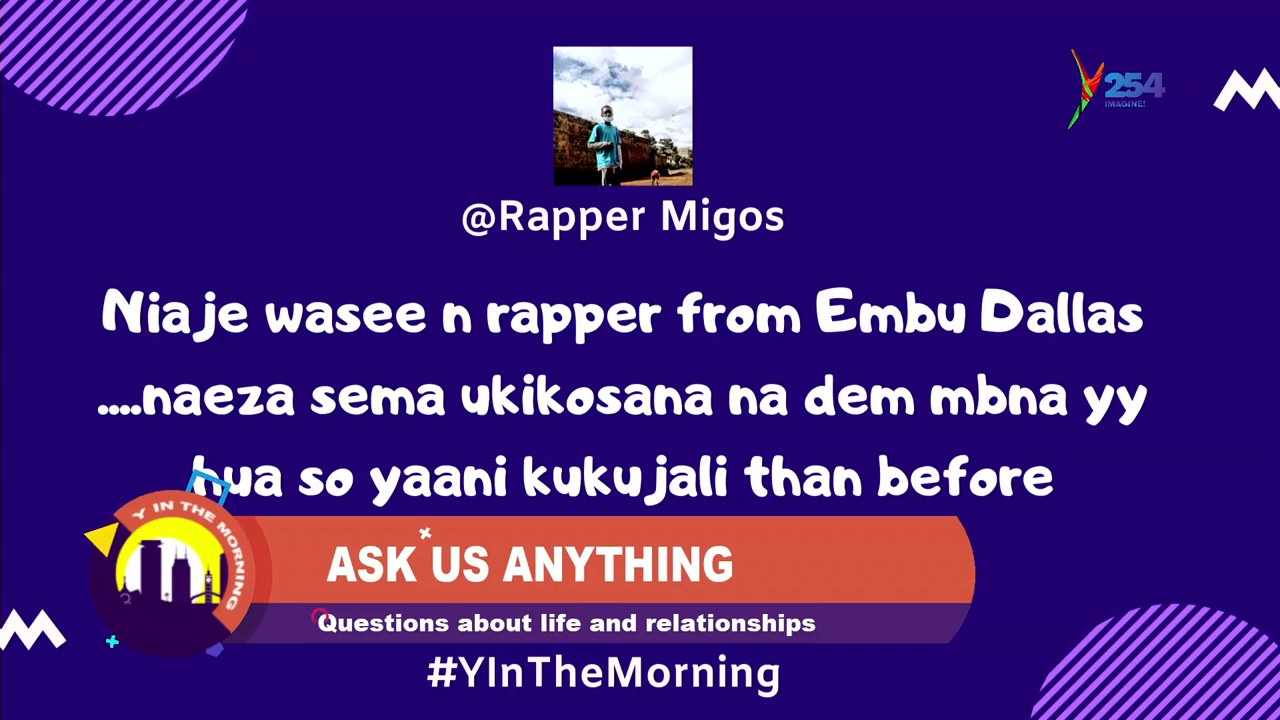 254
IMAGINE!
@Rapper Migos
Niaje wasee n rapper from Embu Dallas
....naeza sema ukikosana na dem mbna yy
hua so yaani kukujali than before
Y IN THE MORNING
ASK US ANYTHING
Questions about life and relationships
#YInTheMorning